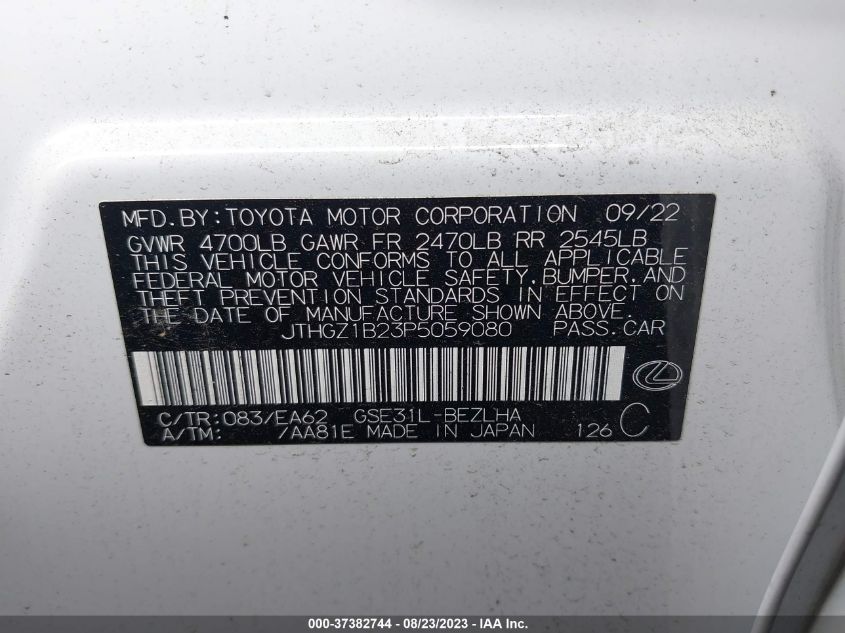 MFD.BY:TOYOTA MOTOR CORPORATION 09/22
GVWR 4700LB GAWR FR 2470LB RR 2545LB
THIS VEHICLE CONFORMS TO ALL APPLICABLE
FEDERAL MOTOR VEHICLE SAFETY,BUMPER,AND
THEFT PREVENTION STANDARDS IN EFFECT ON
THE DATE OF MANUFACTURE SHOWN ABOVE.
JTHGZ1B23P5059080 PASS.CAR
C/TR:083/EA62 GSE31L-BEZLHA
A/TM: /AA81E MADE IN JAPAN 126 C
000-37382744 | 08/23/2023 | © IAA, Inc.